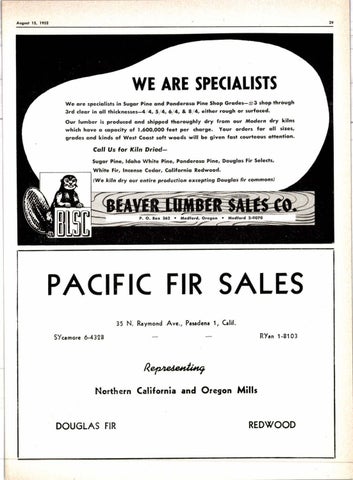 August 15, 1952
29
WE ARE SPECIALISTS
We are specialists in Sugar Pine and Ponderosa Pine Shop Grades—#3 shop through
3rd clear in all thicknesses—4/4, 5/4, 6/4, & 8/4, either rough or surfaced.
Our lumber is produced and shipped thoroughly dry from our Modern dry kilns
which have a capacity of 1,600,000 feet per charge. Your orders for all sizes,
grades and kinds of West Coast soft woods will be given fast courteous attention.
Call Us for Kiln Dried—
Sugar Pine, Idaho White Pine, Ponderosa Pine, Douglas Fir Selects,
White Fir, Incense Cedar, California Redwood.
(We kiln dry our entire production excepting Douglas fir commons)
BLSC
BEAVER LUMBER SALES CO.
P. O. Box 262 • Medford, Oregon • Medford 2-9070
PACIFIC FIR SALES
35 N. Raymond Ave., Pasadena 1, Calif.
SYcamore 6-4328 — — RYan 1-8103
Representing
Northern California and Oregon Mills
DOUGLAS FIR REDWOOD